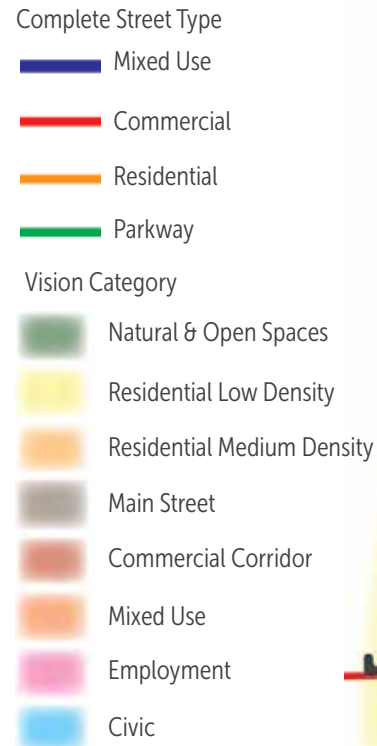 Complete Street Type
Mixed Use
Commercial
Residential
Parkway
Vision Category
Natural & Open Spaces
Residential Low Density
Residential Medium Density
Main Street
Commercial Corridor
Mixed Use
Employment
Civic